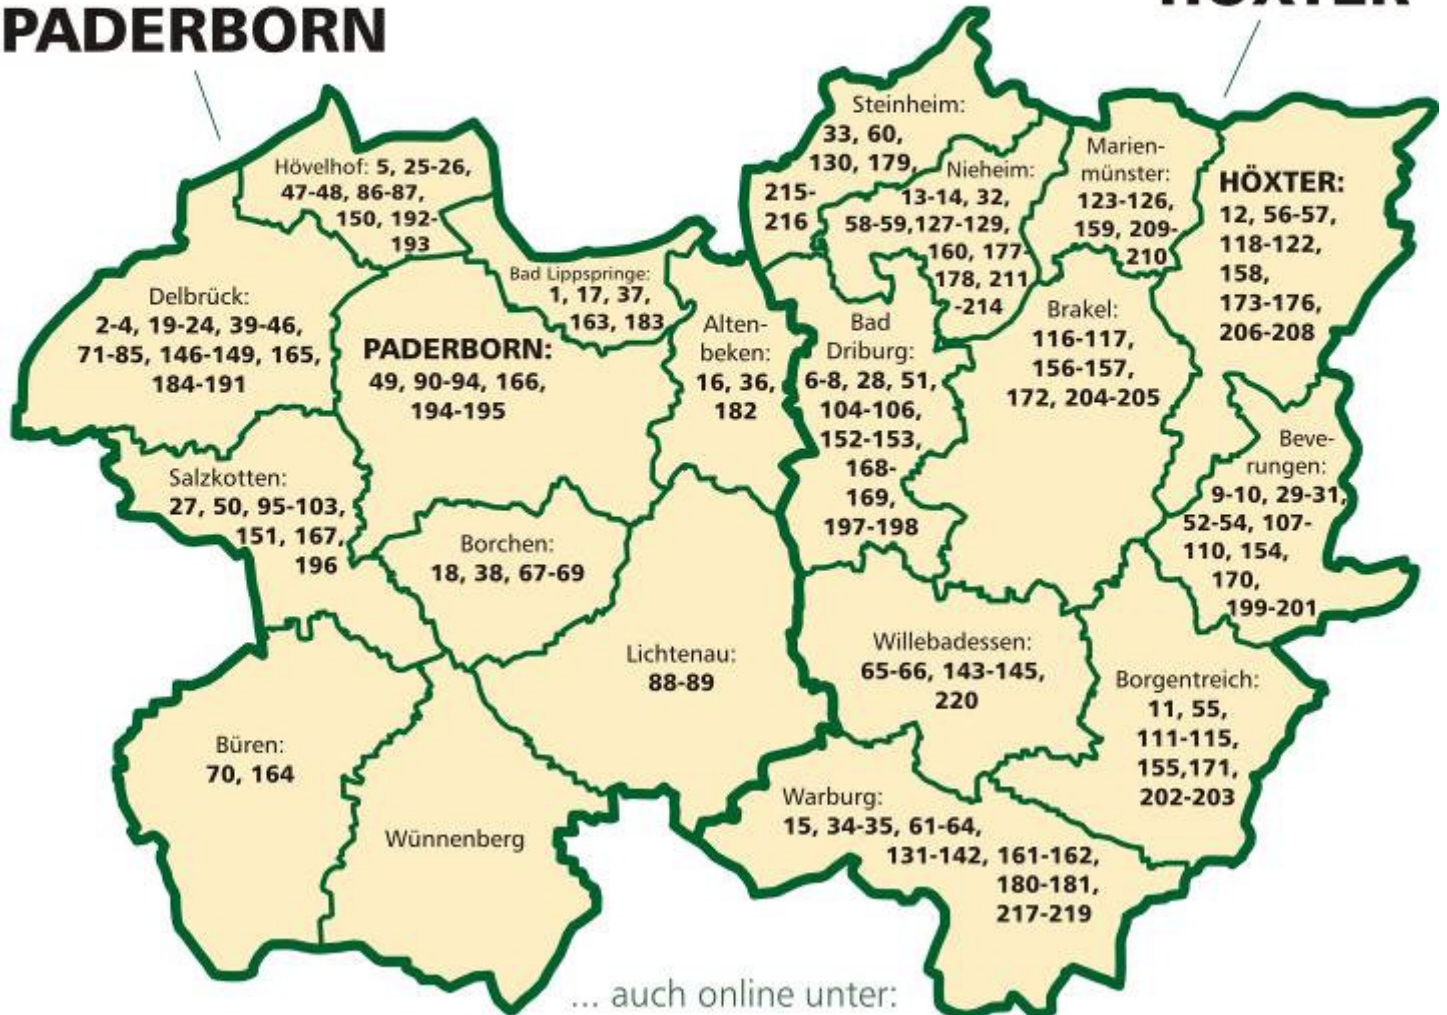 PADERBORN
HÖXTER
Steinheim:
33, 60,
130, 179,
215-
216
Nieheim:
13-14, 32,
58-59,127-129,
160, 177-
178, 211
-214
Marien-
münster:
123-126,
159, 209-
210
HÖXTER:
12, 56-57,
118-122,
158,
173-176,
206-208
Hövelhof: 5, 25-26,
47-48, 86-87,
150, 192-
193
Bad Lippspringe:
1, 17, 37,
163, 183
Delbrück:
2-4, 19-24, 39-46,
71-85, 146-149, 165,
184-191
PADERBORN:
49, 90-94, 166,
194-195
Alten-
beken:
16, 36,
182
Bad
Driburg:
6-8, 28, 51,
104-106,
152-153,
168-
169,
197-198
Brakel:
116-117,
156-157,
172, 204-205
Beve-
rungen:
9-10, 29-31,
52-54, 107-
110, 154,
170,
199-201
Salzkotten:
27, 50, 95-103,
151, 167,
196
Borchen:
18, 38, 67-69
Lichtenau:
88-89
Willebadessen:
65-66, 143-145,
220
Borgentreich:
11, 55,
111-115,
155,171,
202-203
Büren:
70, 164
Wünnenberg
Warburg:
15, 34-35, 61-64,
131-142, 161-162,
180-181,
217-219
... auch online unter: